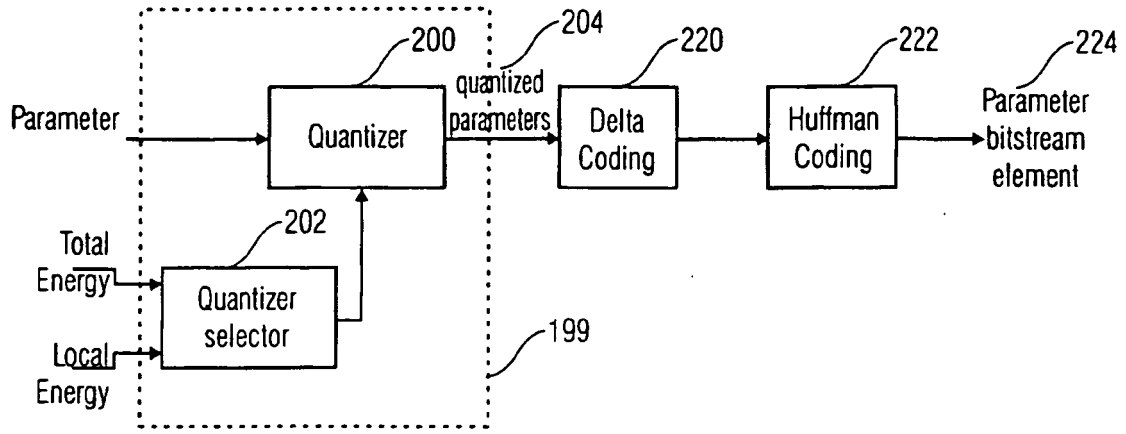 200
204
220
222
224
Parameter
Quantizer
quantized
parameters
Delta
Coding
Huffman
Coding
Parameter
bitstream
element
202
Total
Energy
Quantizer
selector
Local
Energy
199